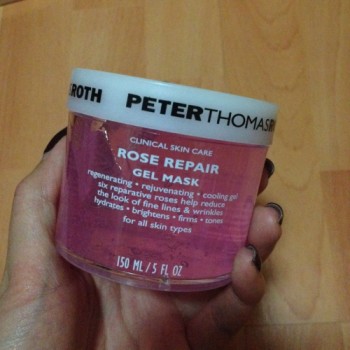 ROTH PETERTHOMAS
CLINICAL SKIN CARE
ROSE REPAIR
GEL MASK
regenerating • rejuvenating • cooling gel
six reparative roses help reduce
the look of fine lines & wrinkles
hydrates • brightens • firms • tones
for all skin types
150 ML/5 FL OZ